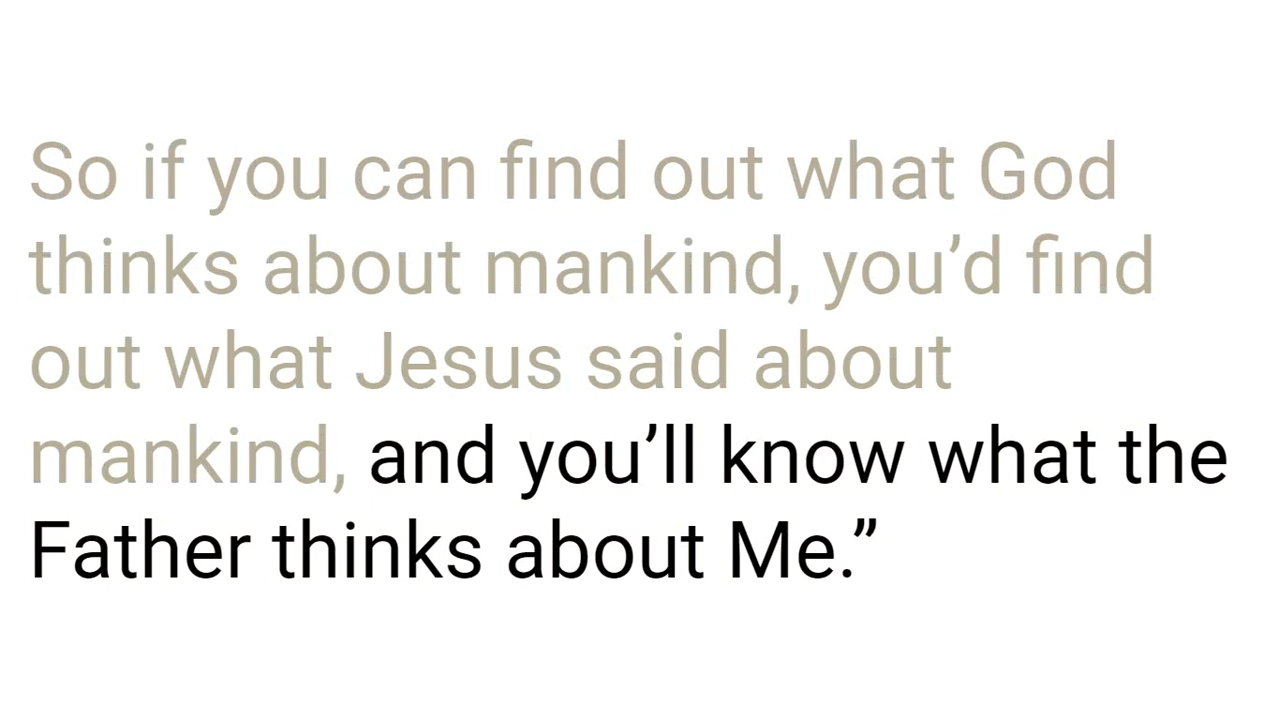 So if you can find out what God
thinks about mankind, you’d find
out what Jesus said about
mankind, and you’ll know what the
Father thinks about Me.”